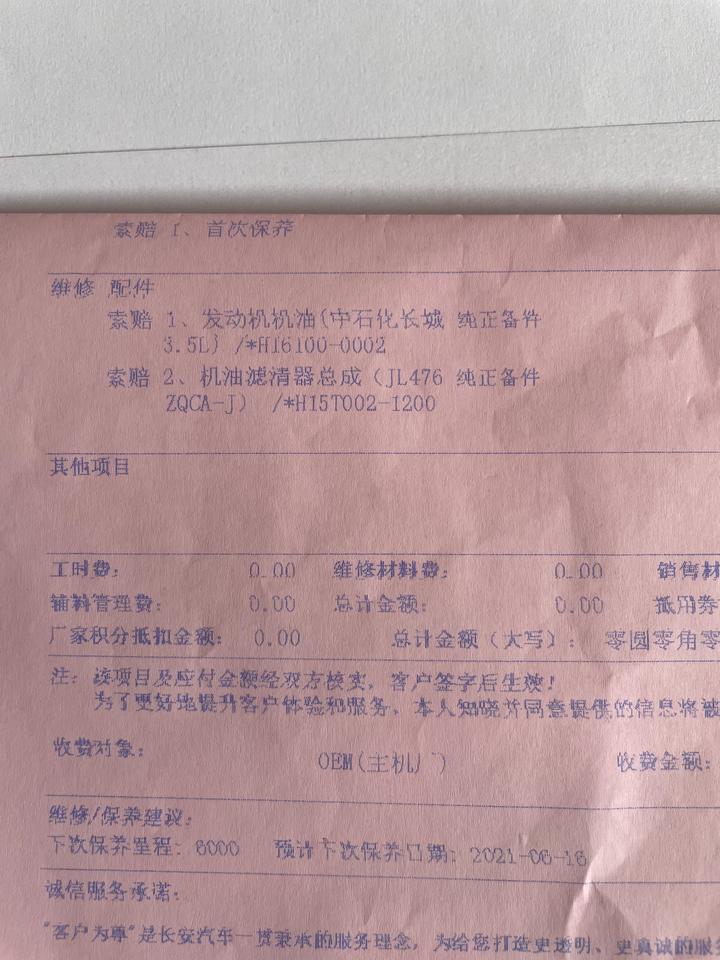 索赔 1、首次保养
维修 配件
索赔 1、发动机机油(中石化长城 纯正备件
3.5L) /*H16100-0002
索赔 2、机油滤清器总成（JL476 纯正备件
ZQCA-J） /*H15T002-1200
其他项目
工时费: 0.00 维修材料费: 0.00 销售材
辅料管理费: 0.00 总计金额: 0.00 抵用券
厂家积分抵扣金额: 0.00 总计金额（大写）: 零圆零角零
注: 该项目及应付金额经双方核实, 客户签字后生效!
为了更好地提升客户体验和服务, 本人知晓并同意提供的信息将被
收费对象: OEM(主机厂) 收费金额:
维修/保养建议:
下次保养里程: 8000 预计下次保养日期: 2021-06-16
诚信服务承诺:
"客户为尊"是长安汽车一贯秉承的服务理念, 为给您打造更透明、更真诚的服务